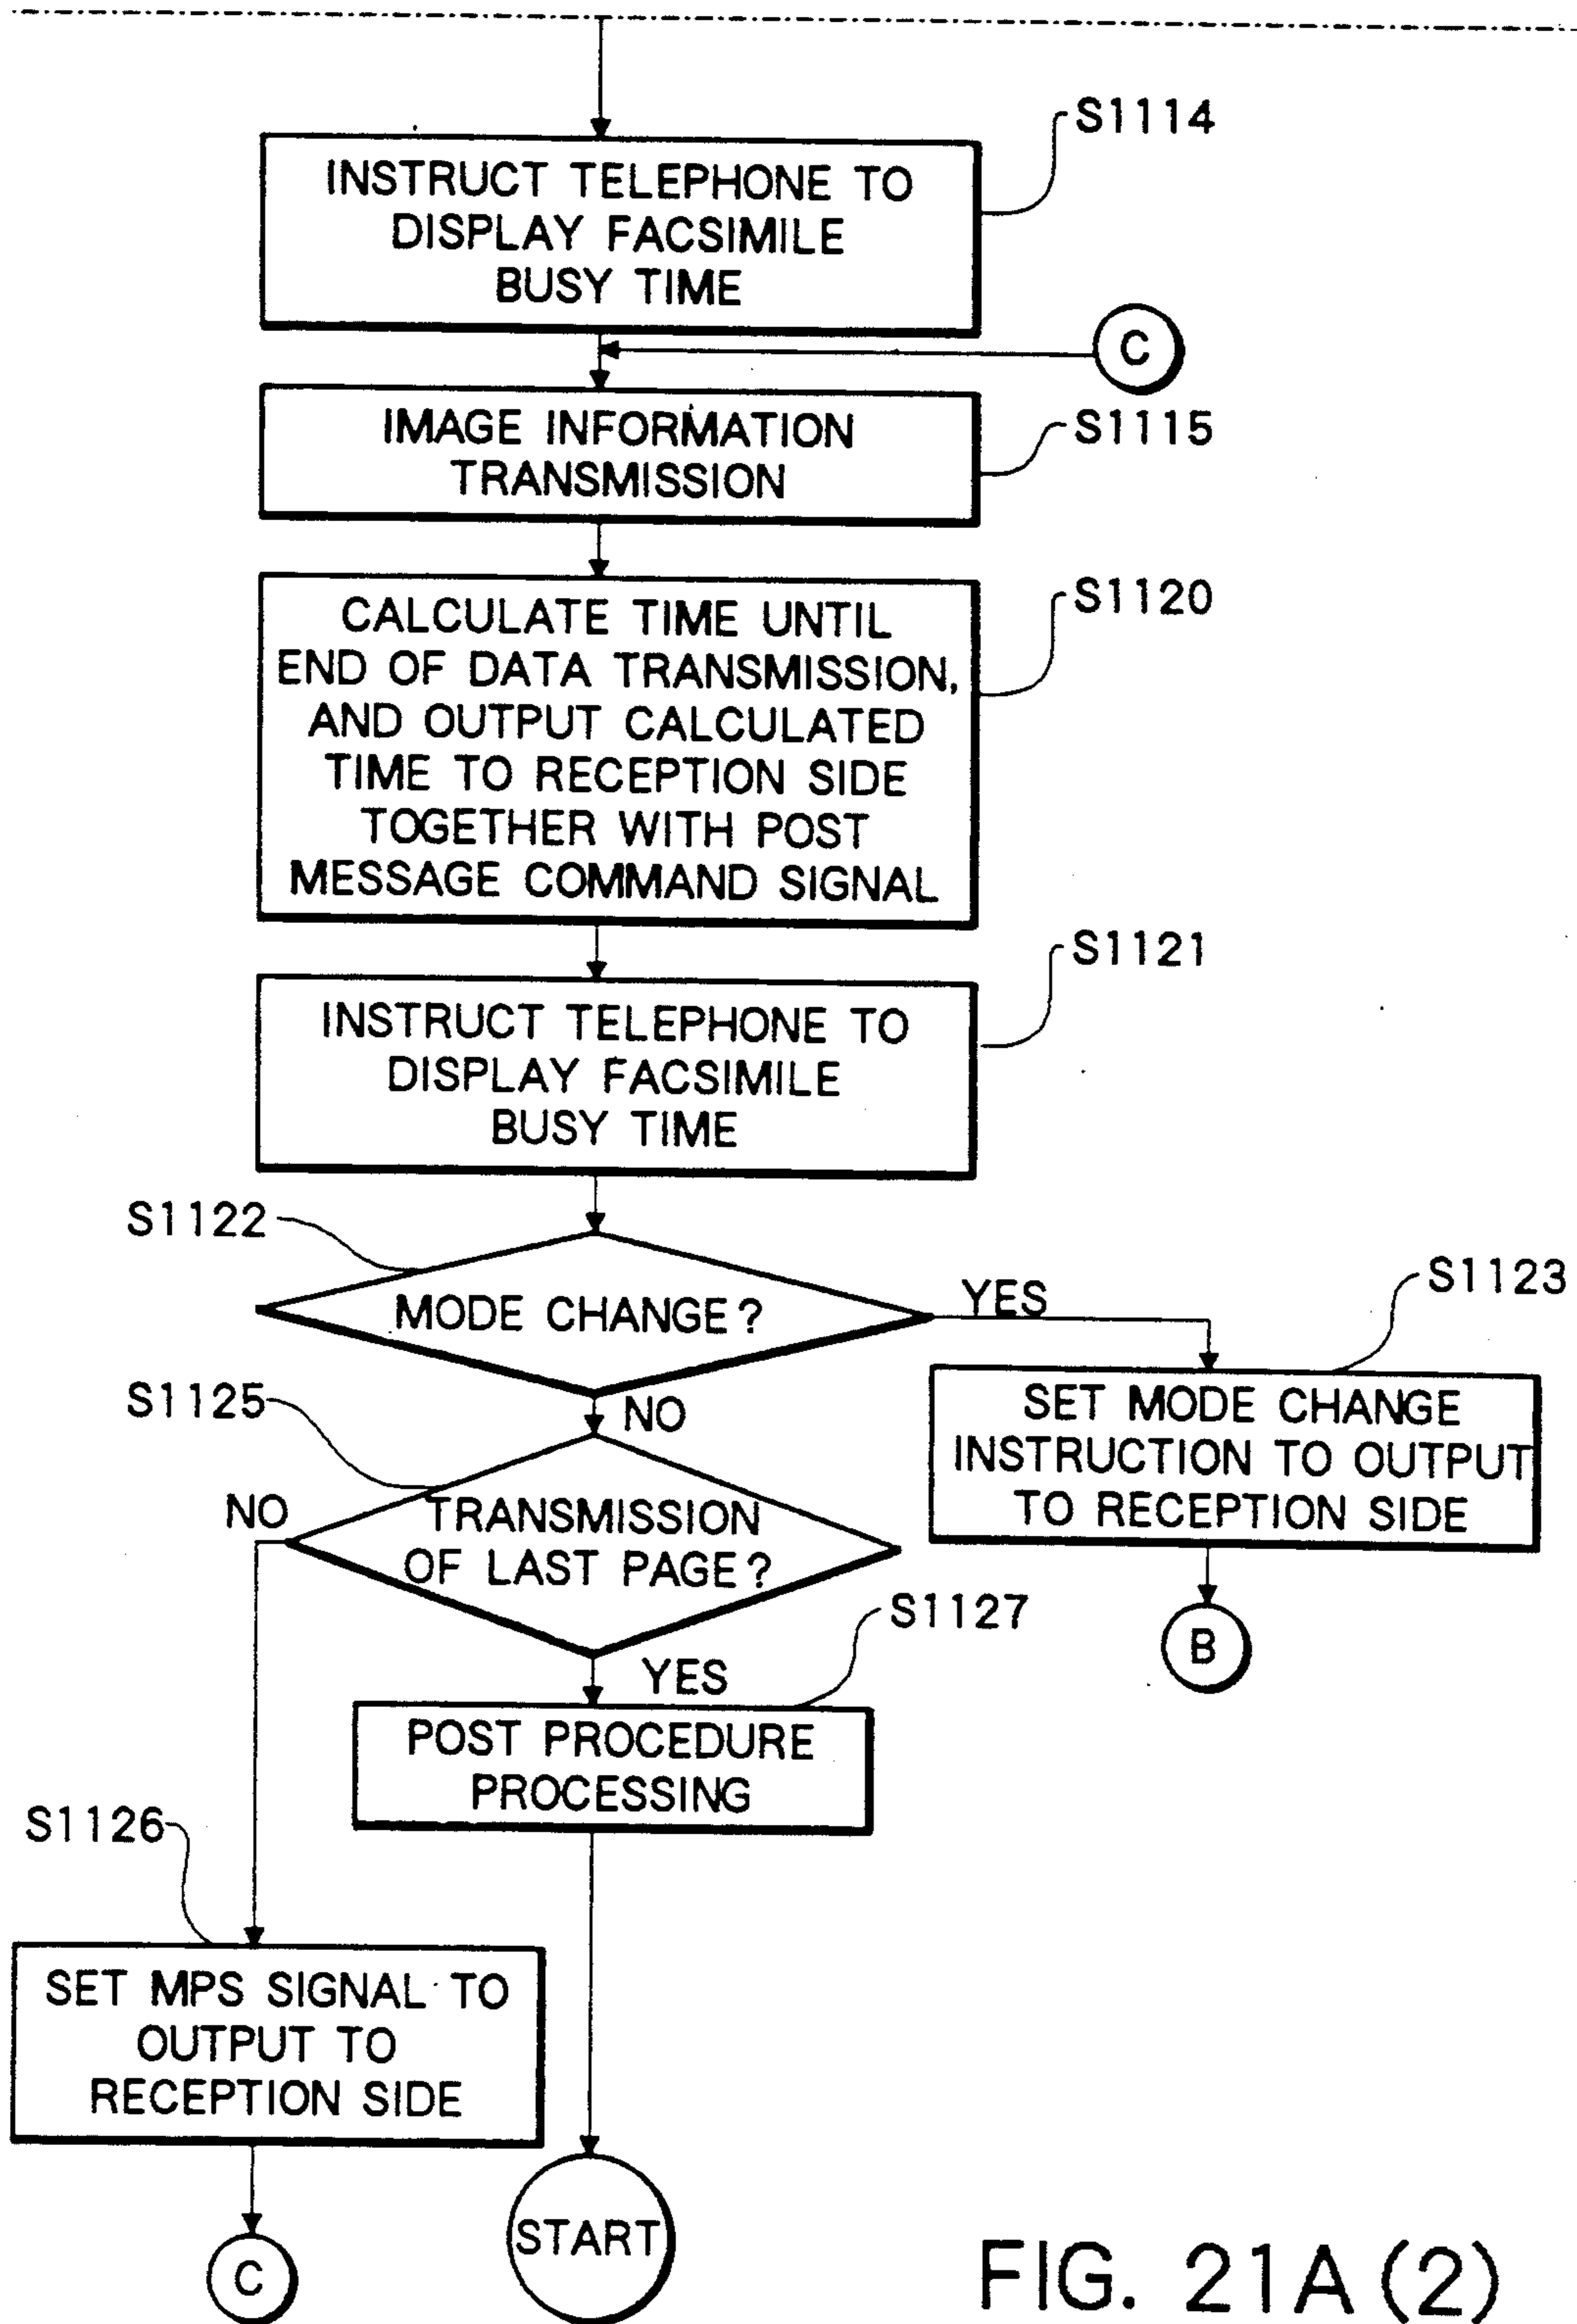 S1114
INSTRUCT TELEPHONE TO
DISPLAY FACSIMILE
BUSY TIME
C
S1115
IMAGE INFORMATION
TRANSMISSION
S1120
CALCULATE TIME UNTIL
END OF DATA TRANSMISSION,
AND OUTPUT CALCULATED
TIME TO RECEPTION SIDE
TOGETHER WITH POST
MESSAGE COMMAND SIGNAL
S1121
INSTRUCT TELEPHONE TO
DISPLAY FACSIMILE
BUSY TIME
S1122
MODE CHANGE?
YES
S1123
SET MODE CHANGE
INSTRUCTION TO OUTPUT
TO RECEPTION SIDE
B
NO
S1125
TRANSMISSION
OF LAST PAGE?
NO
YES
S1127
POST PROCEDURE
PROCESSING
S1126
SET MPS SIGNAL TO
OUTPUT TO
RECEPTION SIDE
C
START
FIG. 21A(2)